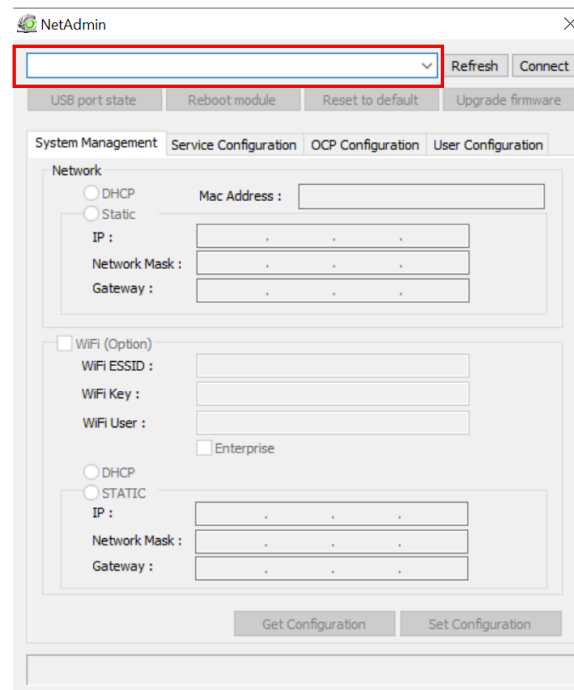 NetAdmin
Refresh Connect
USB port state Reboot module Reset to default Upgrade firmware
System Management Service Configuration OCP Configuration User Configuration
Network
DHCP Mac Address :
Static
IP :
Network Mask :
Gateway :
WiFi (Option)
WiFi ESSID :
WiFi Key :
WiFi User :
Enterprise
DHCP
STATIC
IP :
Network Mask :
Gateway :
Get Configuration Set Configuration